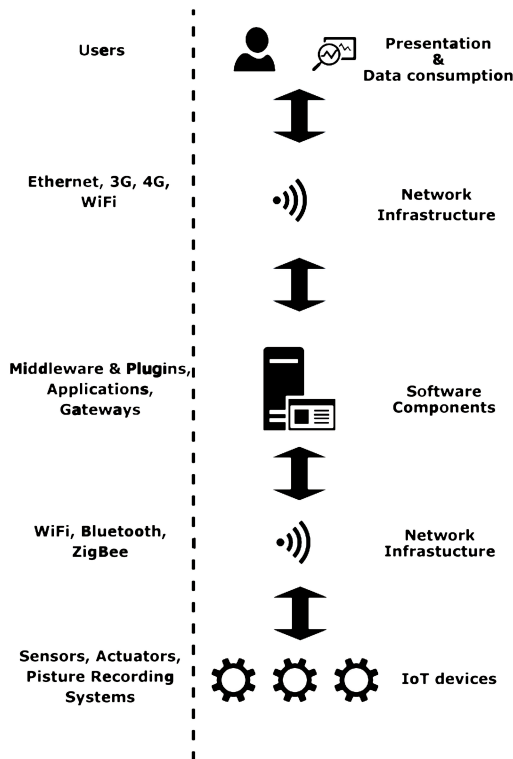 Users
Presentation
&
Data consumption
Ethernet, 3G, 4G,
WiFi
Network
Infrastructure
Middleware & Plugins,
Applications,
Gateways
Software
Components
WiFi, Bluetooth,
ZigBee
Network
Infrastucture
Sensors, Actuators,
Pisture Recording
Systems
IoT devices